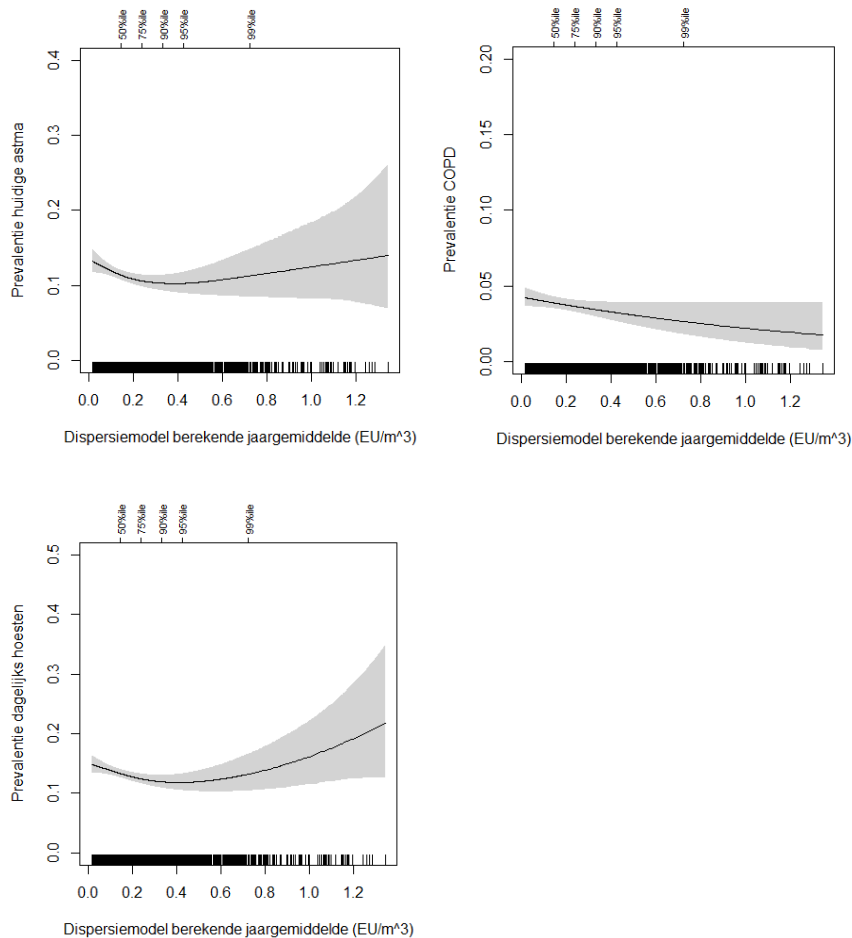 50%ile 75%ile 90%ile 95%ile 99%ile
Prevalentie huidige astma
0.4
0.3
0.2
0.1
0.0
0.0 0.2 0.4 0.6 0.8 1.0 1.2
Dispersiemodel berekende jaargemiddelde (EU/m^3)
50%ile 75%ile 90%ile 95%ile 99%ile
Prevalentie COPD
0.20
0.15
0.10
0.05
0.00
0.0 0.2 0.4 0.6 0.8 1.0 1.2
Dispersiemodel berekende jaargemiddelde (EU/m^3)
50%ile 75%ile 90%ile 95%ile 99%ile
Prevalentie dagelijks hoesten
0.5
0.4
0.3
0.2
0.1
0.0
0.0 0.2 0.4 0.6 0.8 1.0 1.2
Dispersiemodel berekende jaargemiddelde (EU/m^3)